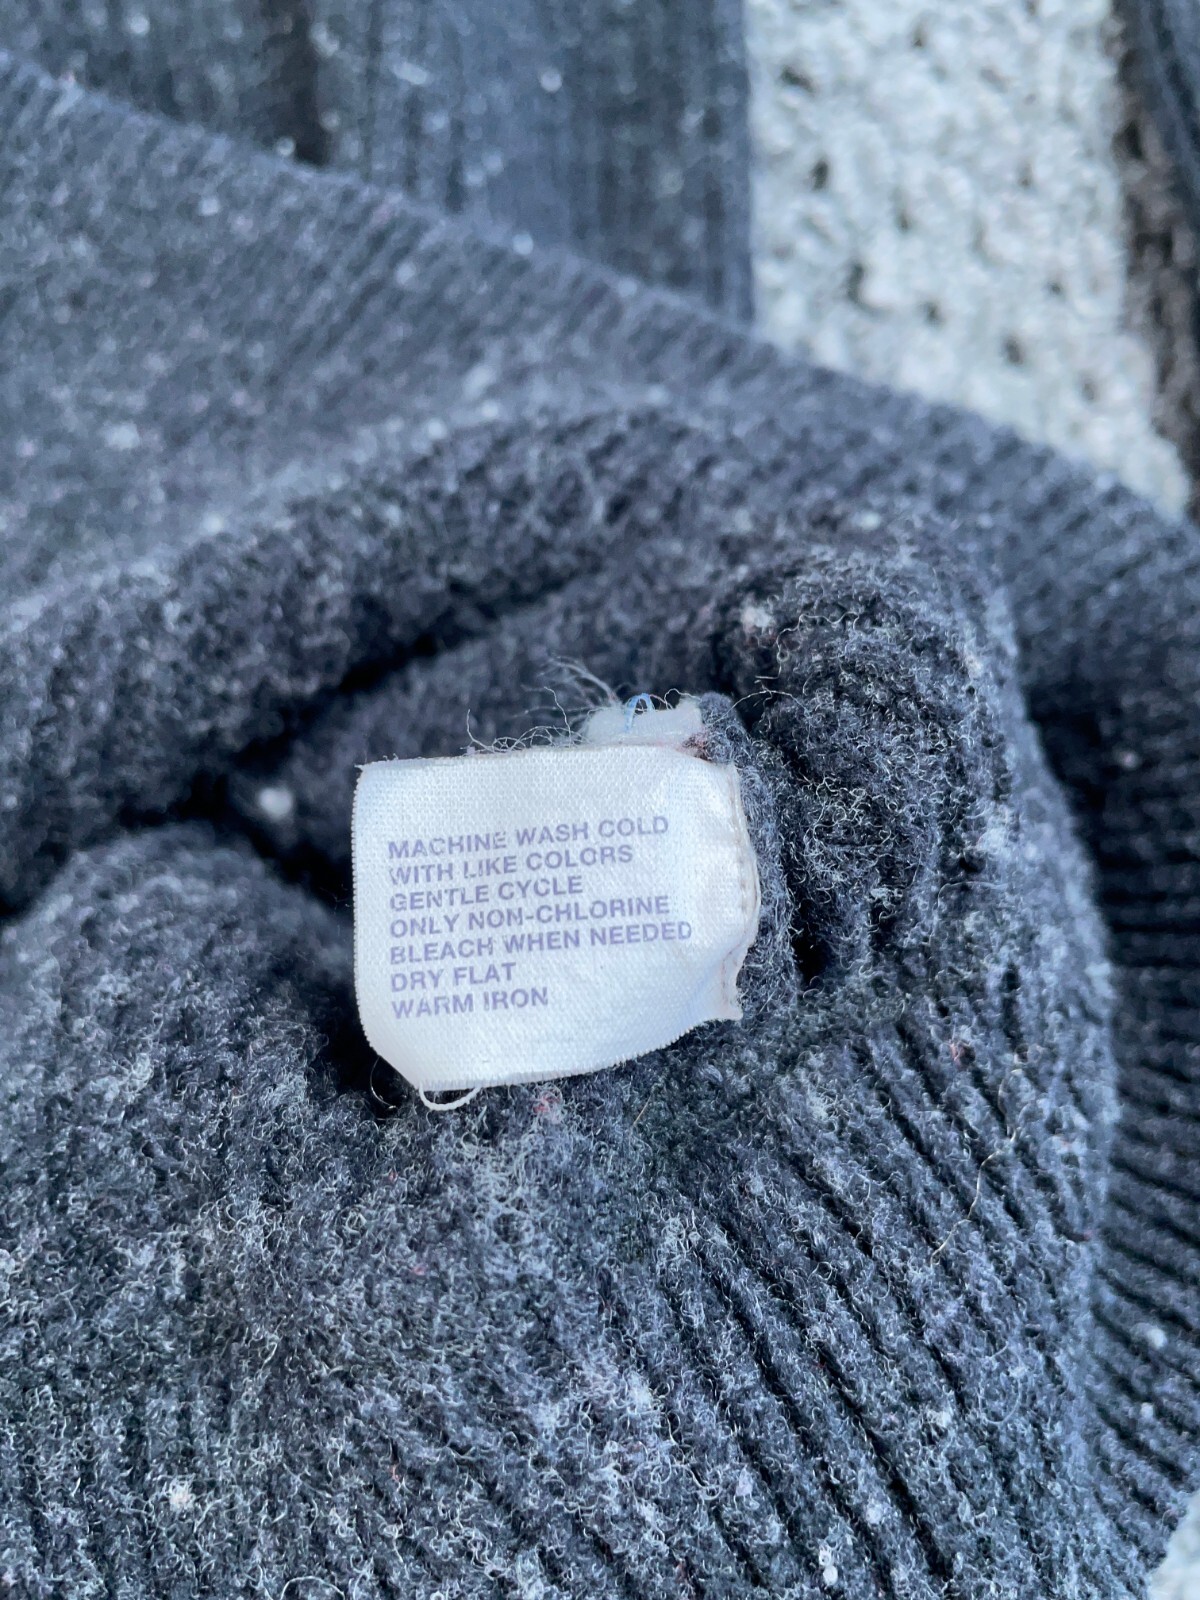 MACHINE WASH COLD
WITH LIKE COLORS
GENTLE CYCLE
ONLY NON-CHLORINE
BLEACH WHEN NEEDED
DRY FLAT
WARM IRON